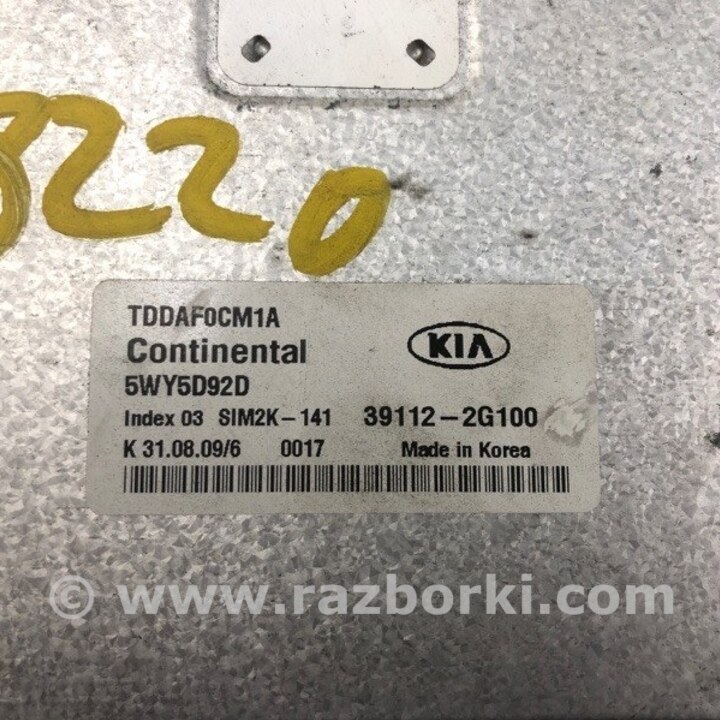 8220
TDDAF0CM1A
Continental
KIA
5WY5D92D
Index 03 SIM2K-141 39112-2G100
K 31.08.09/6 0017 Made in Korea
© www.razborki.com